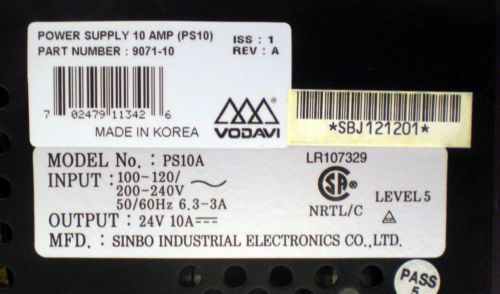 POWER SUPPLY 10 AMP (PS10)
ISS : 1
PART NUMBER : 9071-10
REV : A
7 02479 11342 6
MADE IN KOREA
VODAVI
*SBJ121201*
MODEL No. : PS10A
LR107329
INPUT : 100-120/
200-240V
50/60Hz 6.3-3A
SA
NRTL/C
LEVEL 5
OUTPUT : 24V 10A
MFD. : SINBO INDUSTRIAL ELECTRONICS CO.,LTD.
PASS
5